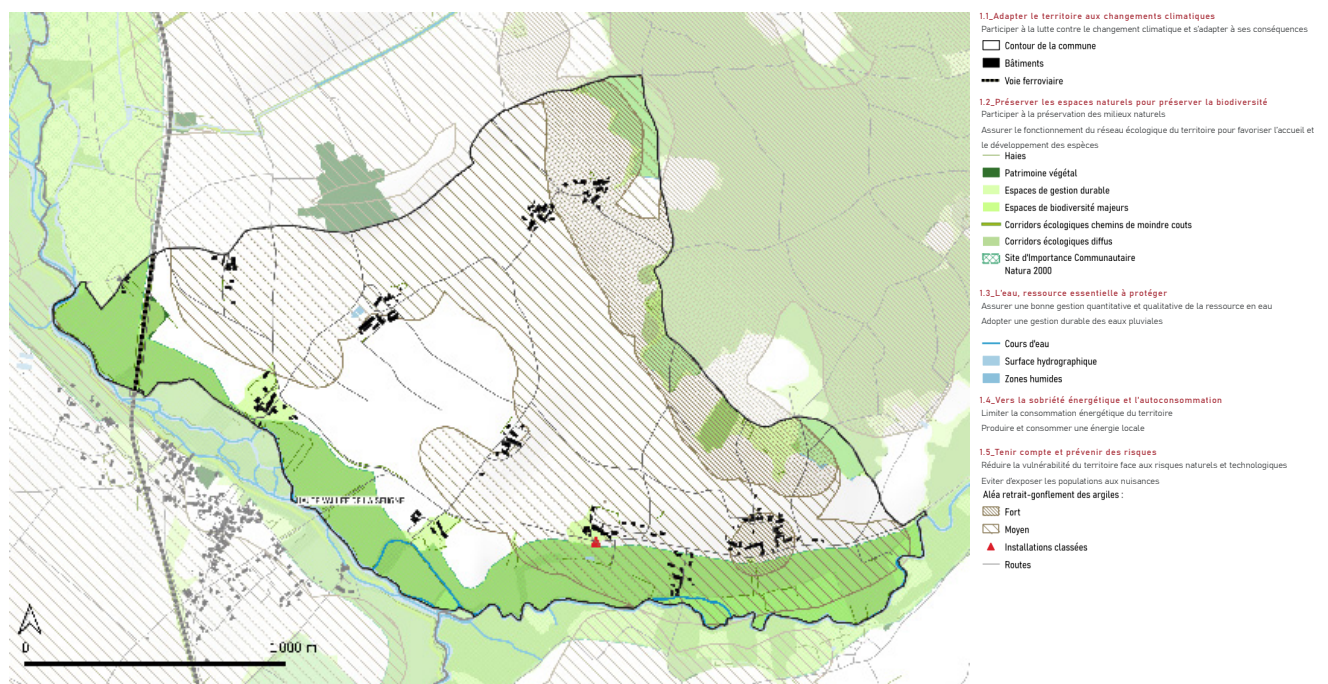 1.1_Adapter le territoire aux changements climatiques
Participer à la lutte contre le changement climatique et s'adapter à ses conséquences
Contour de la commune
Bâtiments
Voie ferroviaire
1.2_Préserver les espaces naturels pour préserver la biodiversité
Participer à la préservation des milieux naturels
Assurer le fonctionnement du réseau écologique du territoire pour favoriser l'accueil et
le développement des espèces
Haies
Patrimoine végétal
Espaces de gestion durable
Espaces de biodiversité majeurs
Corridors écologiques chemins de moindre couts
Corridors écologiques diffus
Site d'Importance Communautaire
Natura 2000
1.3_L'eau, ressource essentielle à protéger
Assurer une bonne gestion quantitative et qualitative de la ressource en eau
Adopter une gestion durable des eaux pluviales
Cours d'eau
Surface hydrographique
Zones humides
1.4_Vers la sobriété énergétique et l'autoconsommation
Limiter la consommation énergétique du territoire
Produire et consommer une énergie locale
1.5_Tenir compte et prévenir des risques
Réduire la vulnérabilité du territoire face aux risques naturels et technologiques
Eviter d'exposer les populations aux nuisances
Aléa retrait-gonflement des argiles :
Fort
Moyen
Installations classées
Routes
HAUTE VALLEE DE LA SEUGNE
0 1 000 m